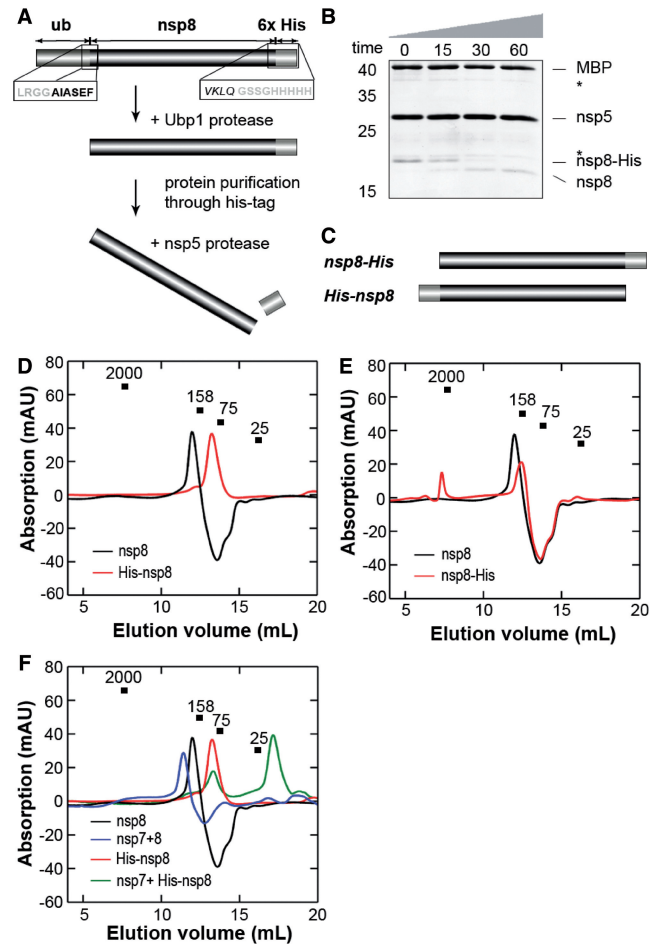 A
ub nsp8 6x His
LRGGAIASEF
VKLQ GSSGHHHHH
+ Ubp1 protease
protein purification
through his-tag
+ nsp5 protease
B
time 0 15 30 60
40
35
25
15
MBP
*
nsp5
*
nsp8-His
nsp8
C
nsp8-His
His-nsp8
D
Absorption (mAU)
80
60
40
20
0
-20
-40
-60
2000
158
75
25
nsp8
His-nsp8
5 10 15 20
Elution volume (mL)
E
Absorption (mAU)
80
60
40
20
0
-20
-40
-60
2000
158
75
25
nsp8
nsp8-His
5 10 15 20
Elution volume (mL)
F
Absorption (mAU)
80
60
40
20
0
-20
-40
-60
2000
158
75
25
nsp8
nsp7+8
His-nsp8
nsp7+ His-nsp8
5 10 15 20
Elution volume (mL)